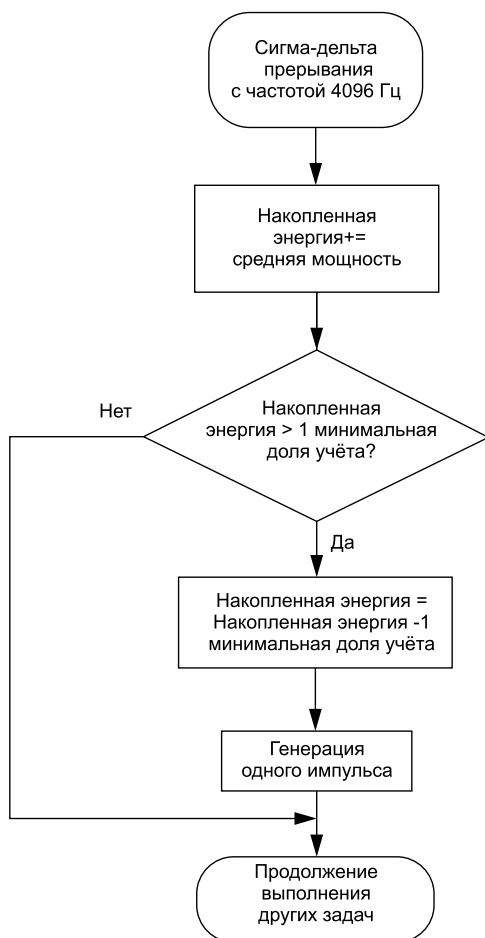 Сигма-дельта
прерывания
с частотой 4096 Гц
Накопленная
энергия+=
средняя мощность
Нет
Накопленная
энергия > 1 минимальная
доля учёта?
Да
Накопленная энергия =
Накопленная энергия -1
минимальная доля учёта
Генерация
одного импульса
Продолжение
выполнения
других задач